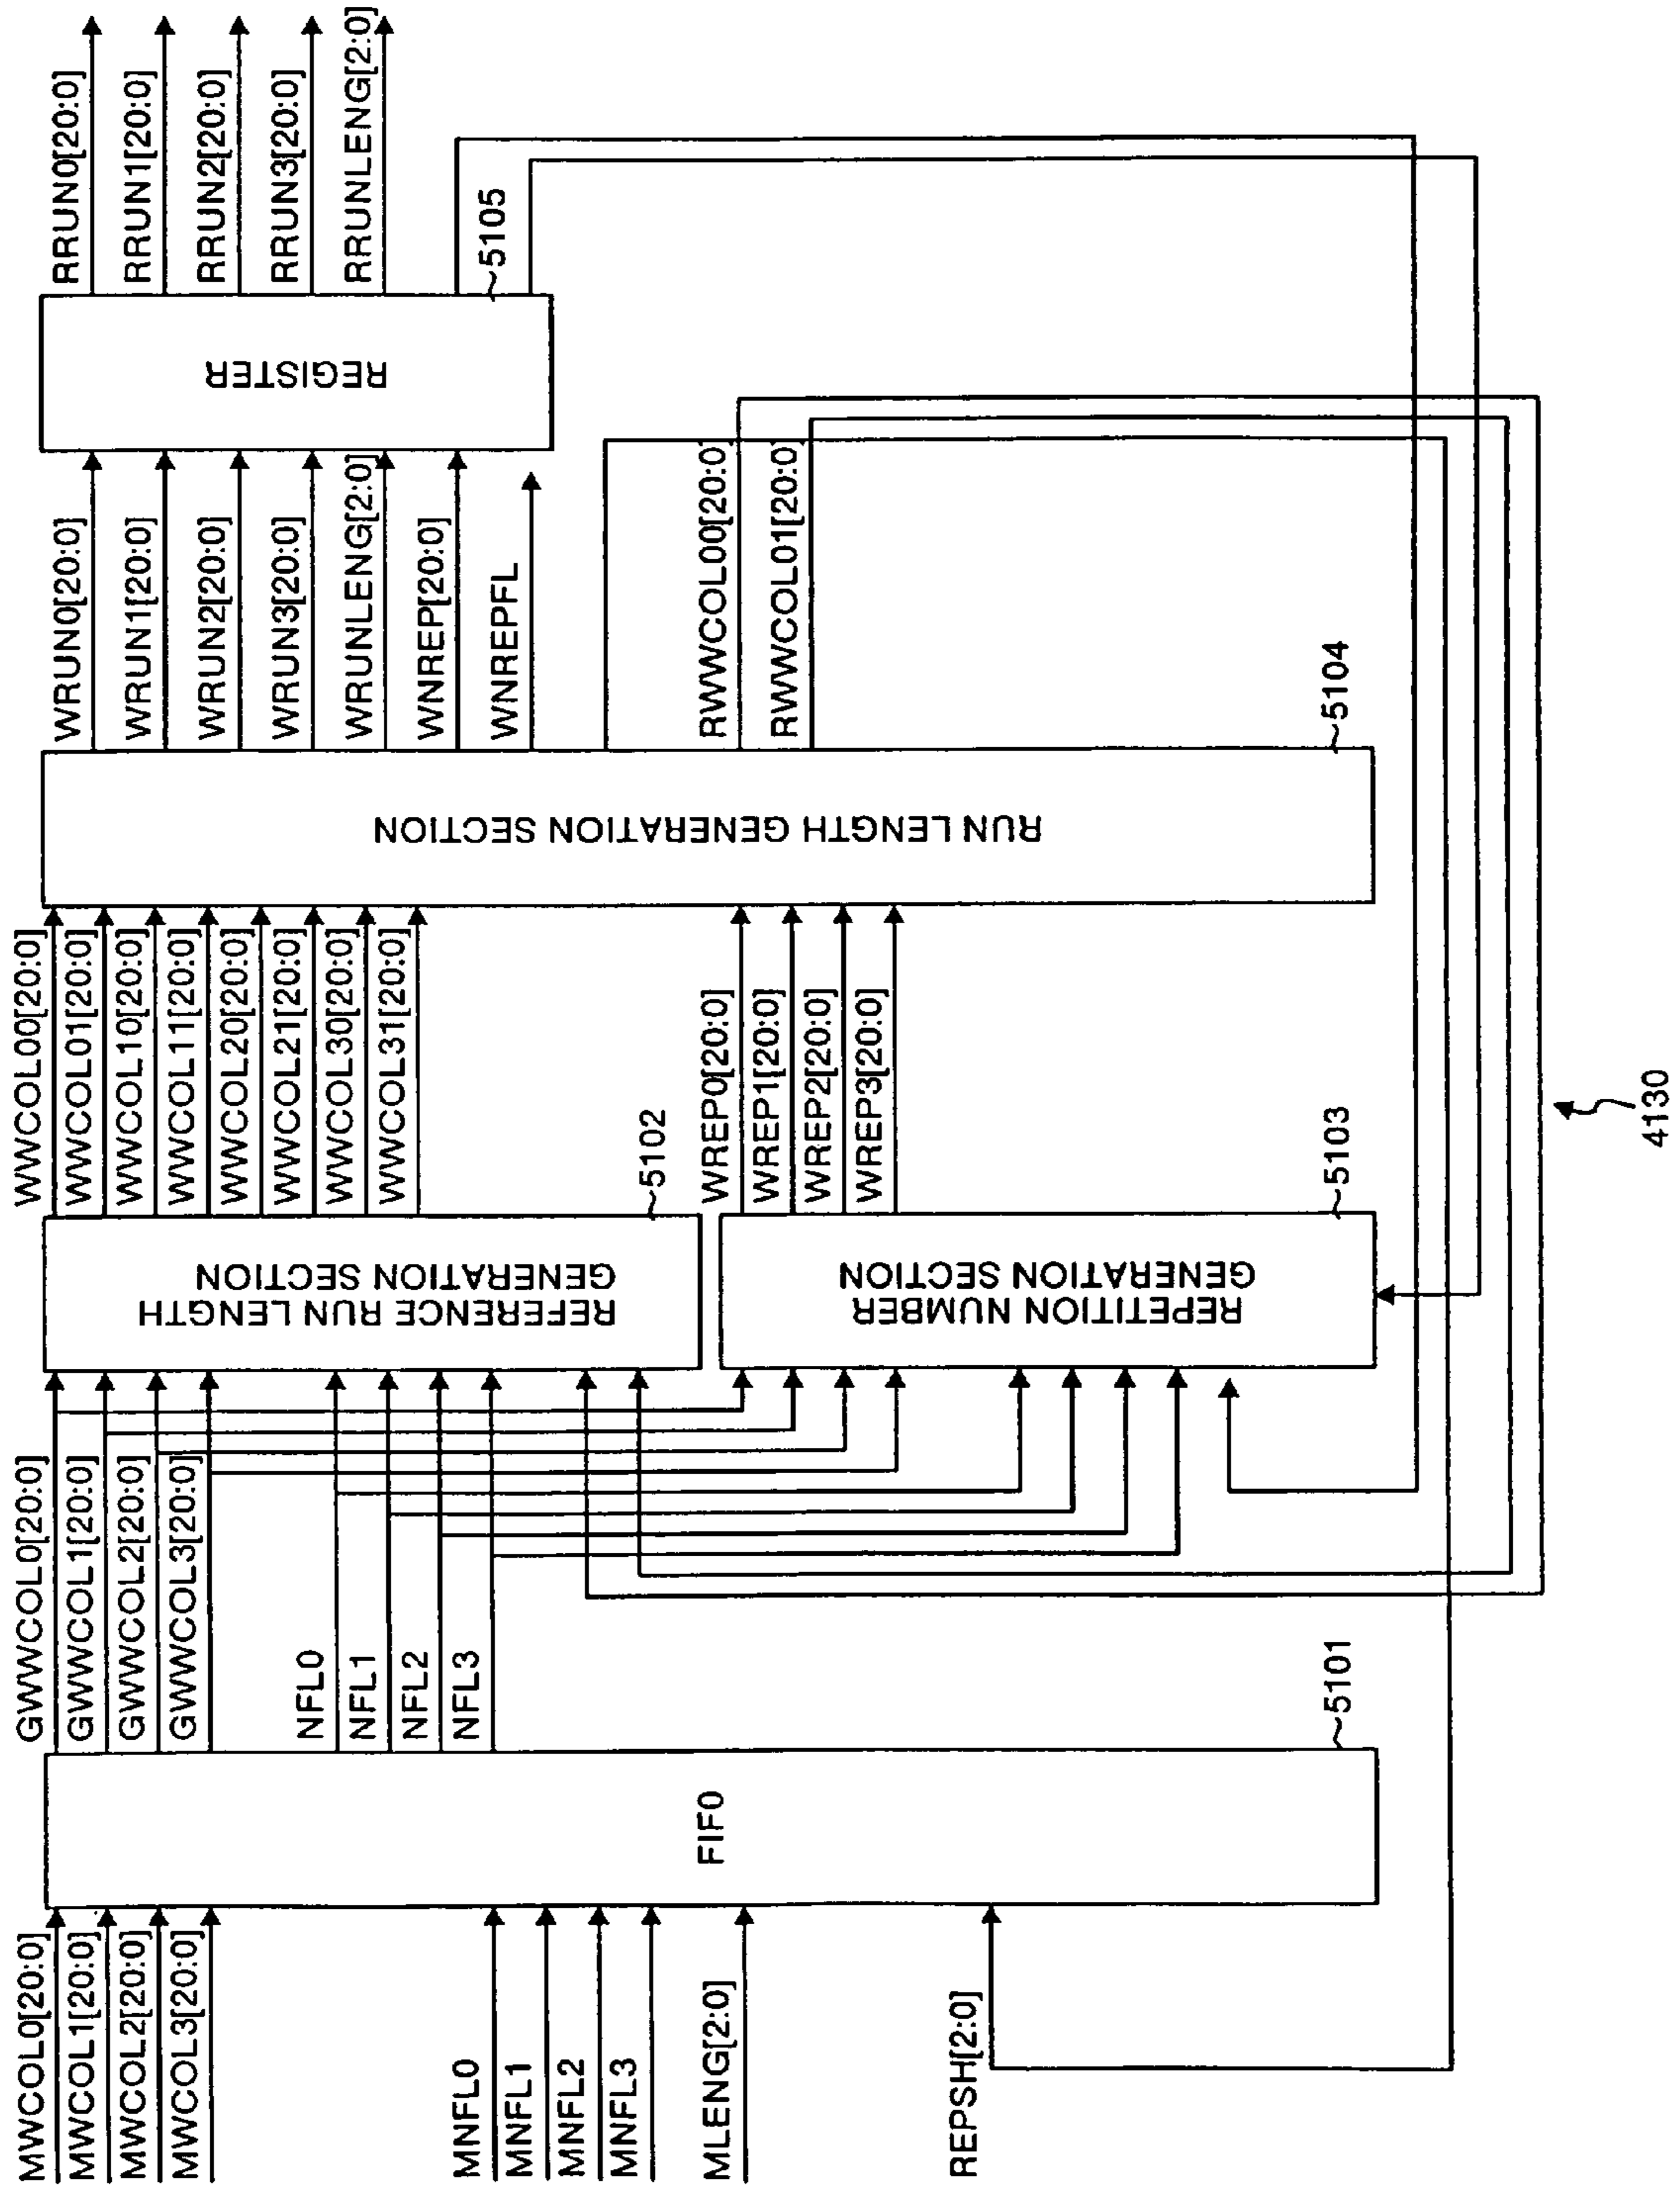 MWCOL0[20:0]
MWCOL1[20:0]
MWCOL2[20:0]
MWCOL3[20:0]
MNFL0
MNFL1
MNFL2
MNFL3
MLENG[2:0]
REPSH[2:0]
FIF0
5101
GWWCOL0[20:0]
GWWCOL1[20:0]
GWWCOL2[20:0]
GWWCOL3[20:0]
NFL0
NFL1
NFL2
NFL3
REFERENCE RUN LENGTH
GENERATION SECTION
5102
REPETITION NUMBER
GENERATION SECTION
5103
WWCOL00[20:0]
WWCOL01[20:0]
WWCOL10[20:0]
WWCOL11[20:0]
WWCOL20[20:0]
WWCOL21[20:0]
WWCOL30[20:0]
WWCOL31[20:0]
WREP0[20:0]
WREP1[20:0]
WREP2[20:0]
WREP3[20:0]
RUN LENGTH GENERATION SECTION
5104
WRUN0[20:0]
WRUN1[20:0]
WRUN2[20:0]
WRUN3[20:0]
WRUNLENG[2:0]
WNREP[20:0]
WNREPFL
RWWCOL00[20:0]
RWWCOL01[20:0]
REGISTER
5105
RRUN0[20:0]
RRUN1[20:0]
RRUN2[20:0]
RRUN3[20:0]
RRUNLENG[2:0]
4130